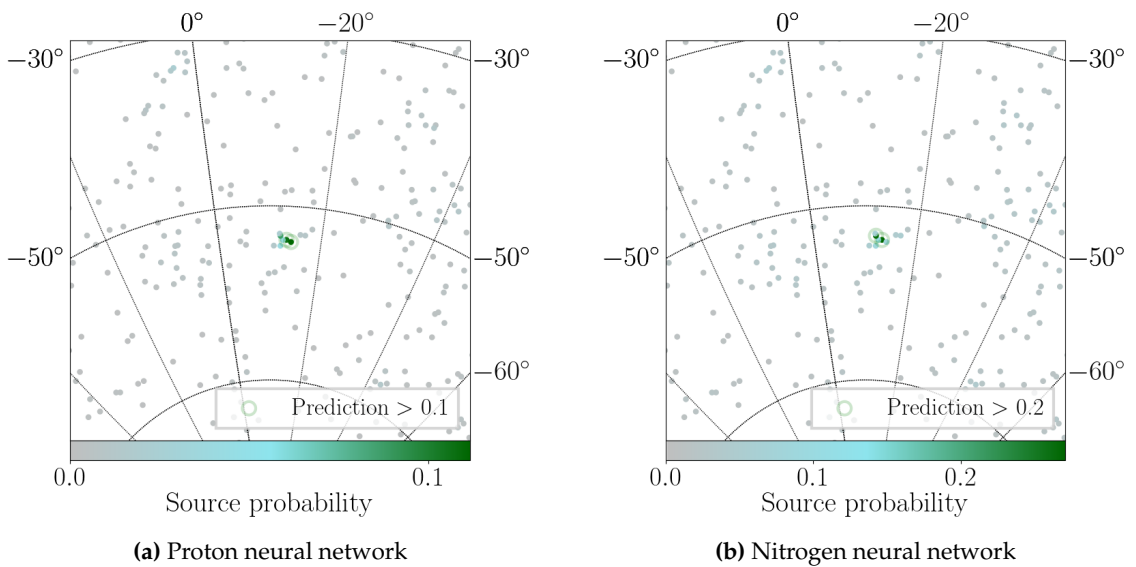 0° −20° 0° −20°
−30° −30° −30° −30°
−50° −50° −50° −50°
−60° −60°
Prediction > 0.1 Prediction > 0.2
0.0 0.1 0.0 0.1 0.2
Source probability Source probability
(a) Proton neural network (b) Nitrogen neural network